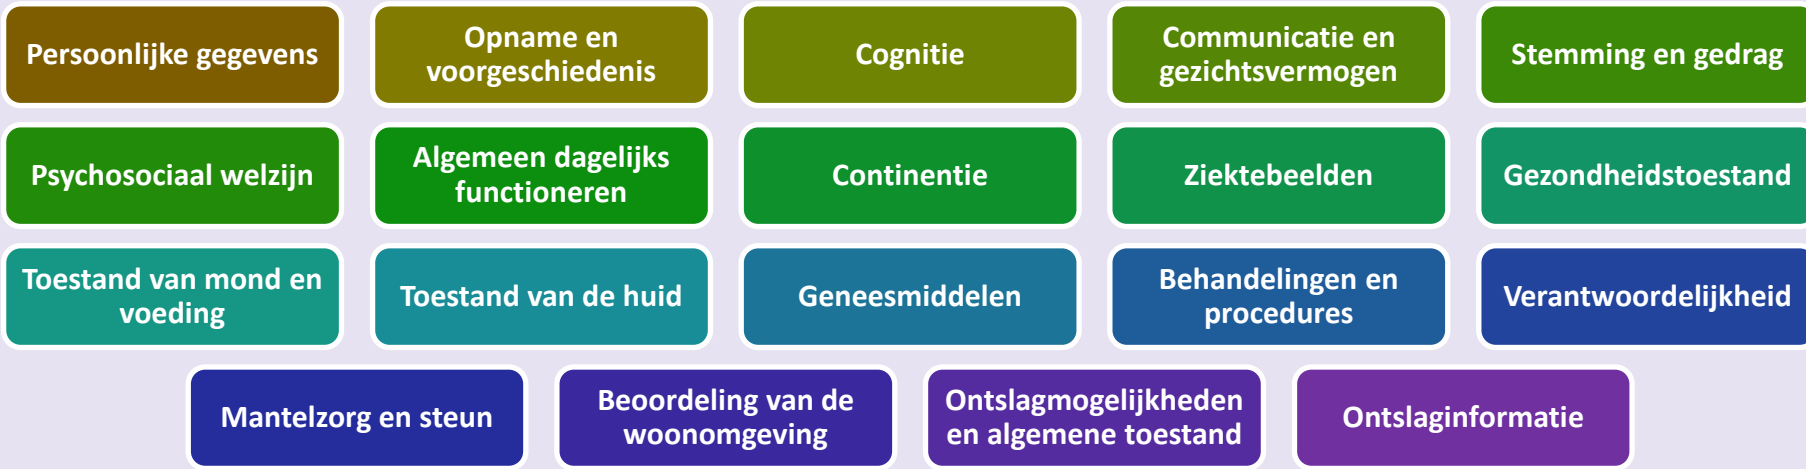 Persoonlijke gegevens
Opname en
voorgeschiedenis
Cognitie
Communicatie en
gezichtsvermogen
Stemming en gedrag
Psychosociaal welzijn
Algemeen dagelijks
functioneren
Continentie
Ziektebeelden
Gezondheidstoestand
Toestand van mond en
voeding
Toestand van de huid
Geneesmiddelen
Behandelingen en
procedures
Verantwoordelijkheid
Mantelzorg en steun
Beoordeling van de
woonomgeving
Ontslagmogelijkheden
en algemene toestand
Ontslaginformatie